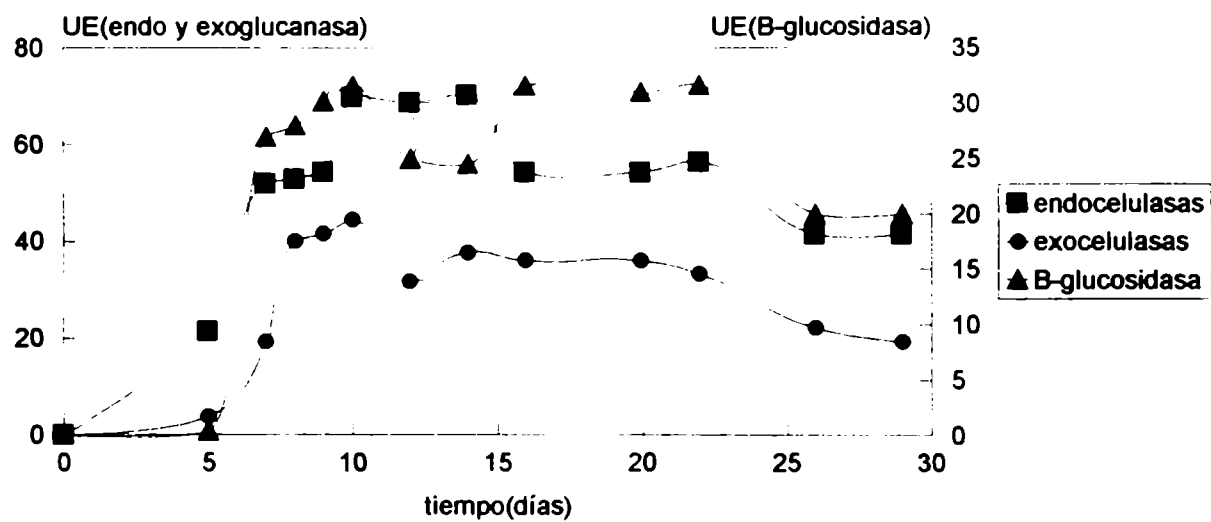 UE(endo y exoglucanasa) UE(B-glucosidasa)
80 35
30
60 25
40 20
15
20 10
5
0 0
0 5 10 15 20 25 30
tiempo(días)
endocelulasas
exocelulasas
B-glucosidasa